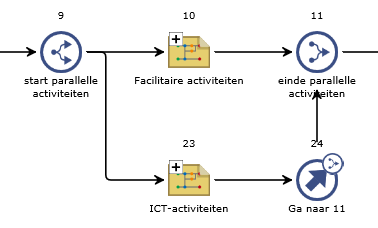 9
10
11
start parallelle
activiteiten
Facilitaire activiteiten
einde parallelle
activiteiten
23
24
ICT-activiteiten
Ga naar 11